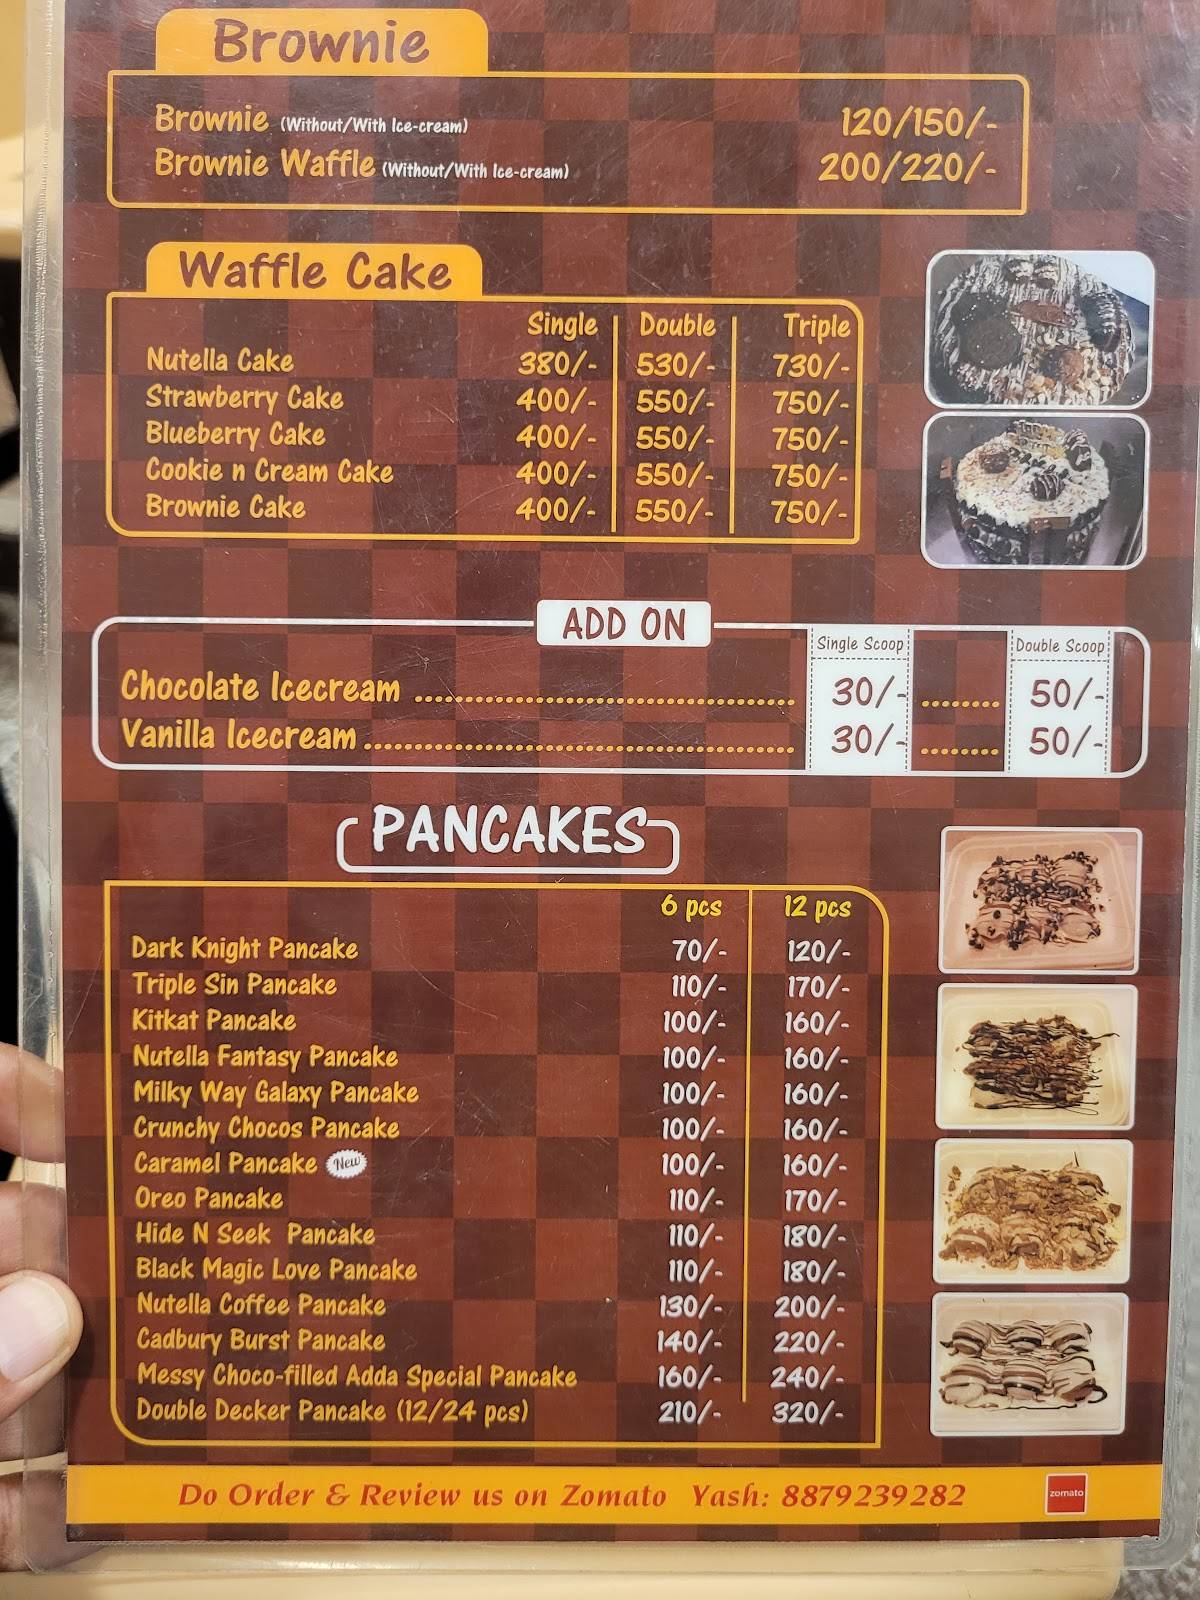 Brownie
Brownie (Without/With Ice-cream) 120/150/-
Brownie Waffle (Without/With Ice-cream) 200/220/-
Waffle Cake
Single Double Triple
Nutella Cake 380/- 530/- 730/-
Strawberry Cake 400/- 550/- 750/-
Blueberry Cake 400/- 550/- 750/-
Cookie n Cream Cake 400/- 550/- 750/-
Brownie Cake 400/- 550/- 750/-
ADD ON
Single Scoop Double Scoop
Chocolate Icecream ........................................ 30/- ........ 50/-
Vanilla Icecream ............................................. 30/- ........ 50/-
PANCAKES
6 pcs 12 pcs
Dark Knight Pancake 70/- 120/-
Triple Sin Pancake 110/- 170/-
Kitkat Pancake 100/- 160/-
Nutella Fantasy Pancake 100/- 160/-
Milky Way Galaxy Pancake 100/- 160/-
Crunchy Chocos Pancake 100/- 160/-
Caramel Pancake New 100/- 160/-
Oreo Pancake 110/- 170/-
Hide N Seek Pancake 110/- 180/-
Black Magic Love Pancake 110/- 180/-
Nutella Coffee Pancake 130/- 200/-
Cadbury Burst Pancake 140/- 220/-
Messy Choco-filled Adda Special Pancake 160/- 240/-
Double Decker Pancake (12/24 pcs) 210/- 320/-
Do Order & Review us on Zomato Yash: 8879239282 zomato